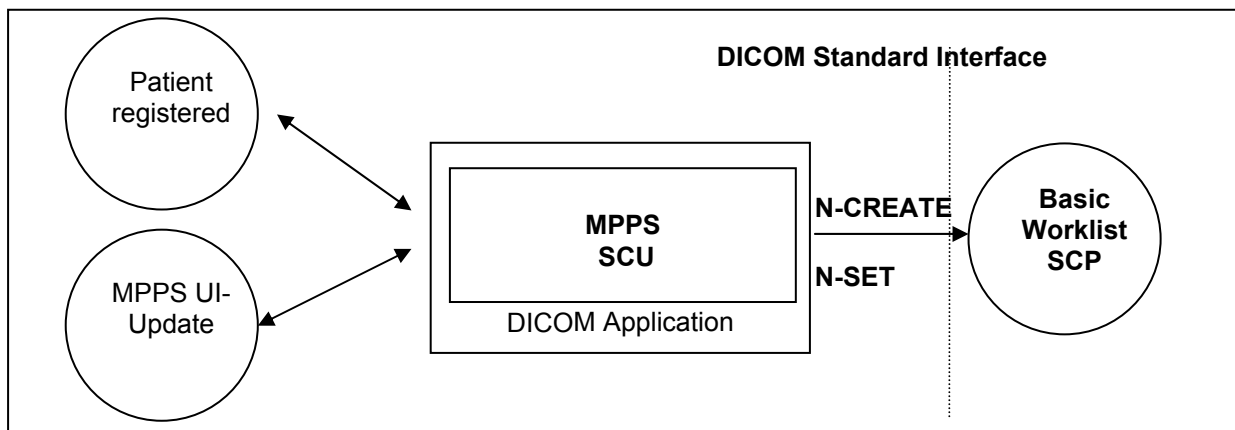 DICOM Standard Interface
Patient
registered
MPPS UI-
Update
MPPS
SCU
DICOM Application
N-CREATE
N-SET
Basic
Worklist
SCP